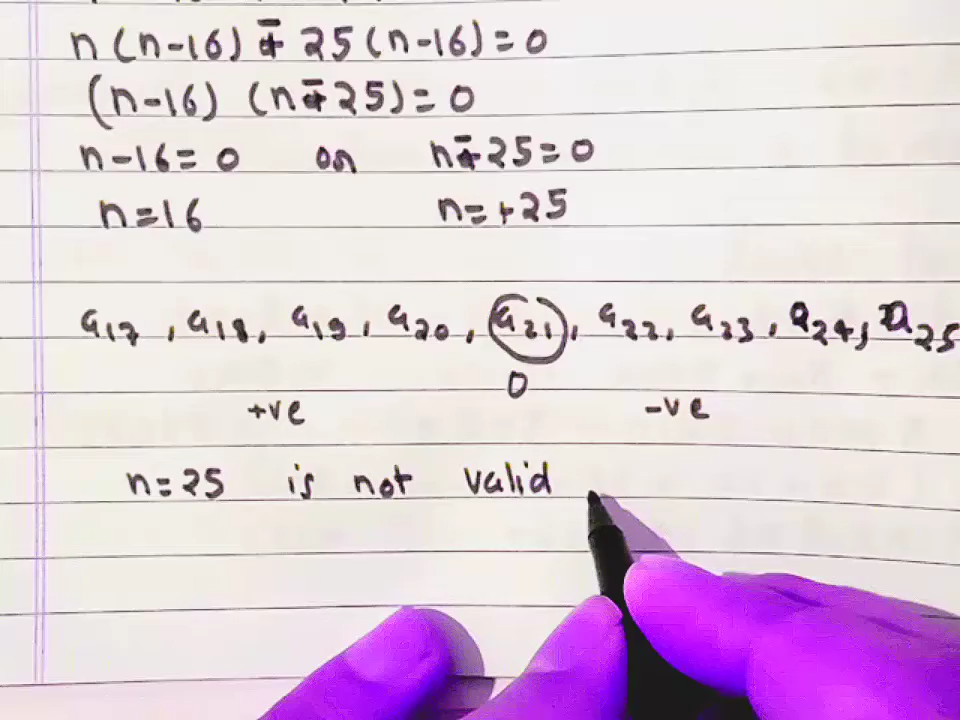 n(n-16) - 25(n-16)=0
(n-16) (n-25)=0
n-16=0 or n-25=0
n=16 n=+25
a17, a18, a19, a20, a21, a22, a23, a24, a25
0
+ve -ve
n=25 is not valid